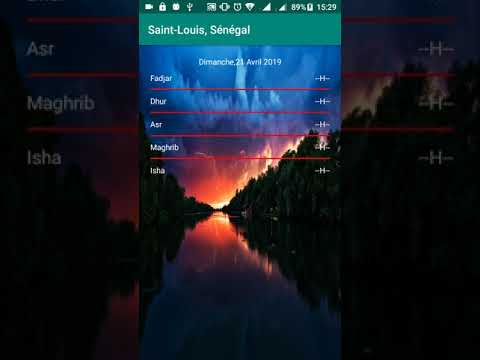 89% 15:29
Saint-Louis, Sénégal
Dimanche,21 Avril 2019
Fadjar --H--
Dhur --H--
Asr --H--
Maghrib --H--
Isha --H--
Asr --H--
Maghrib --H--
Isha --H--